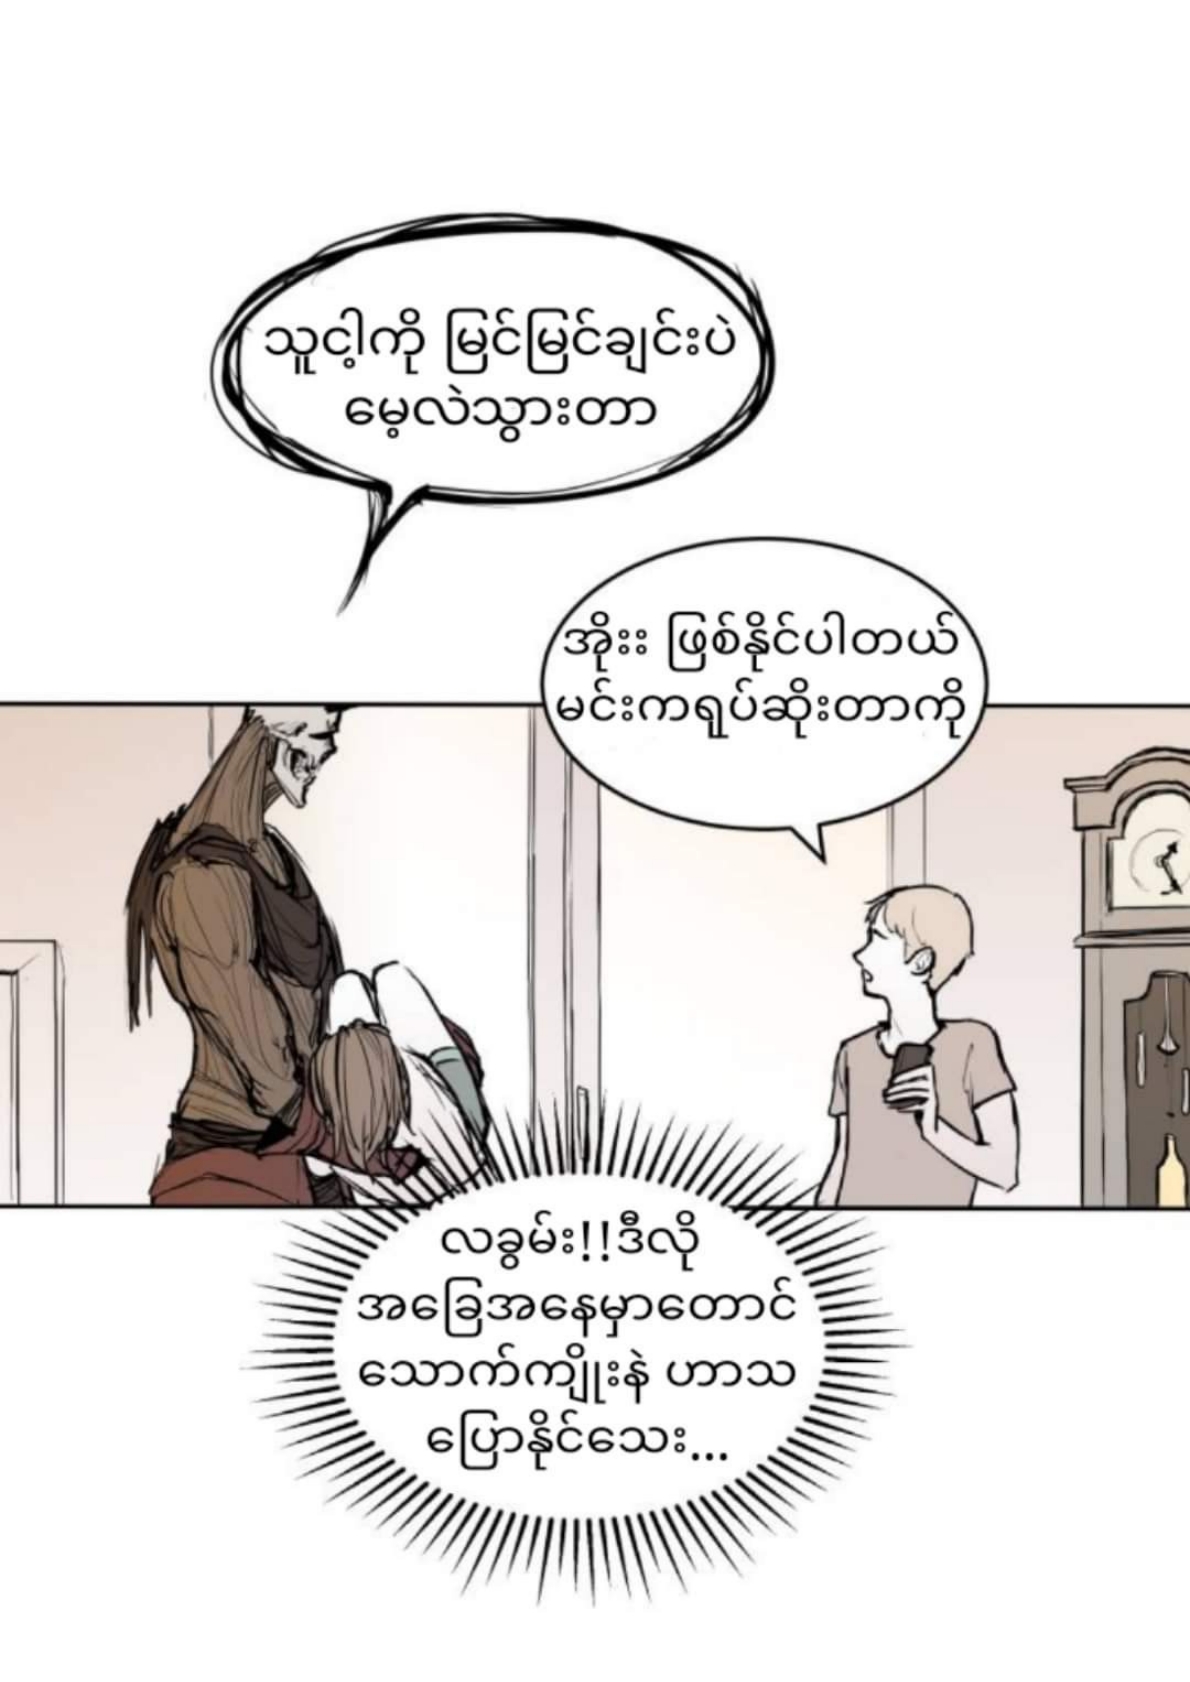 သူငါ့ကို မြင်မြင်ချင်းပဲ
မေ့လဲသွားတာ
အိုးး ဖြစ်နိုင်ပါတယ်
မင်းကရုပ်ဆိုးတာကို
လခွမ်း!!ဒီလို
အခြေအနေမှာတောင်
သောက်ကျိုးနဲ ဟာသ
ပြောနိုင်သေး...